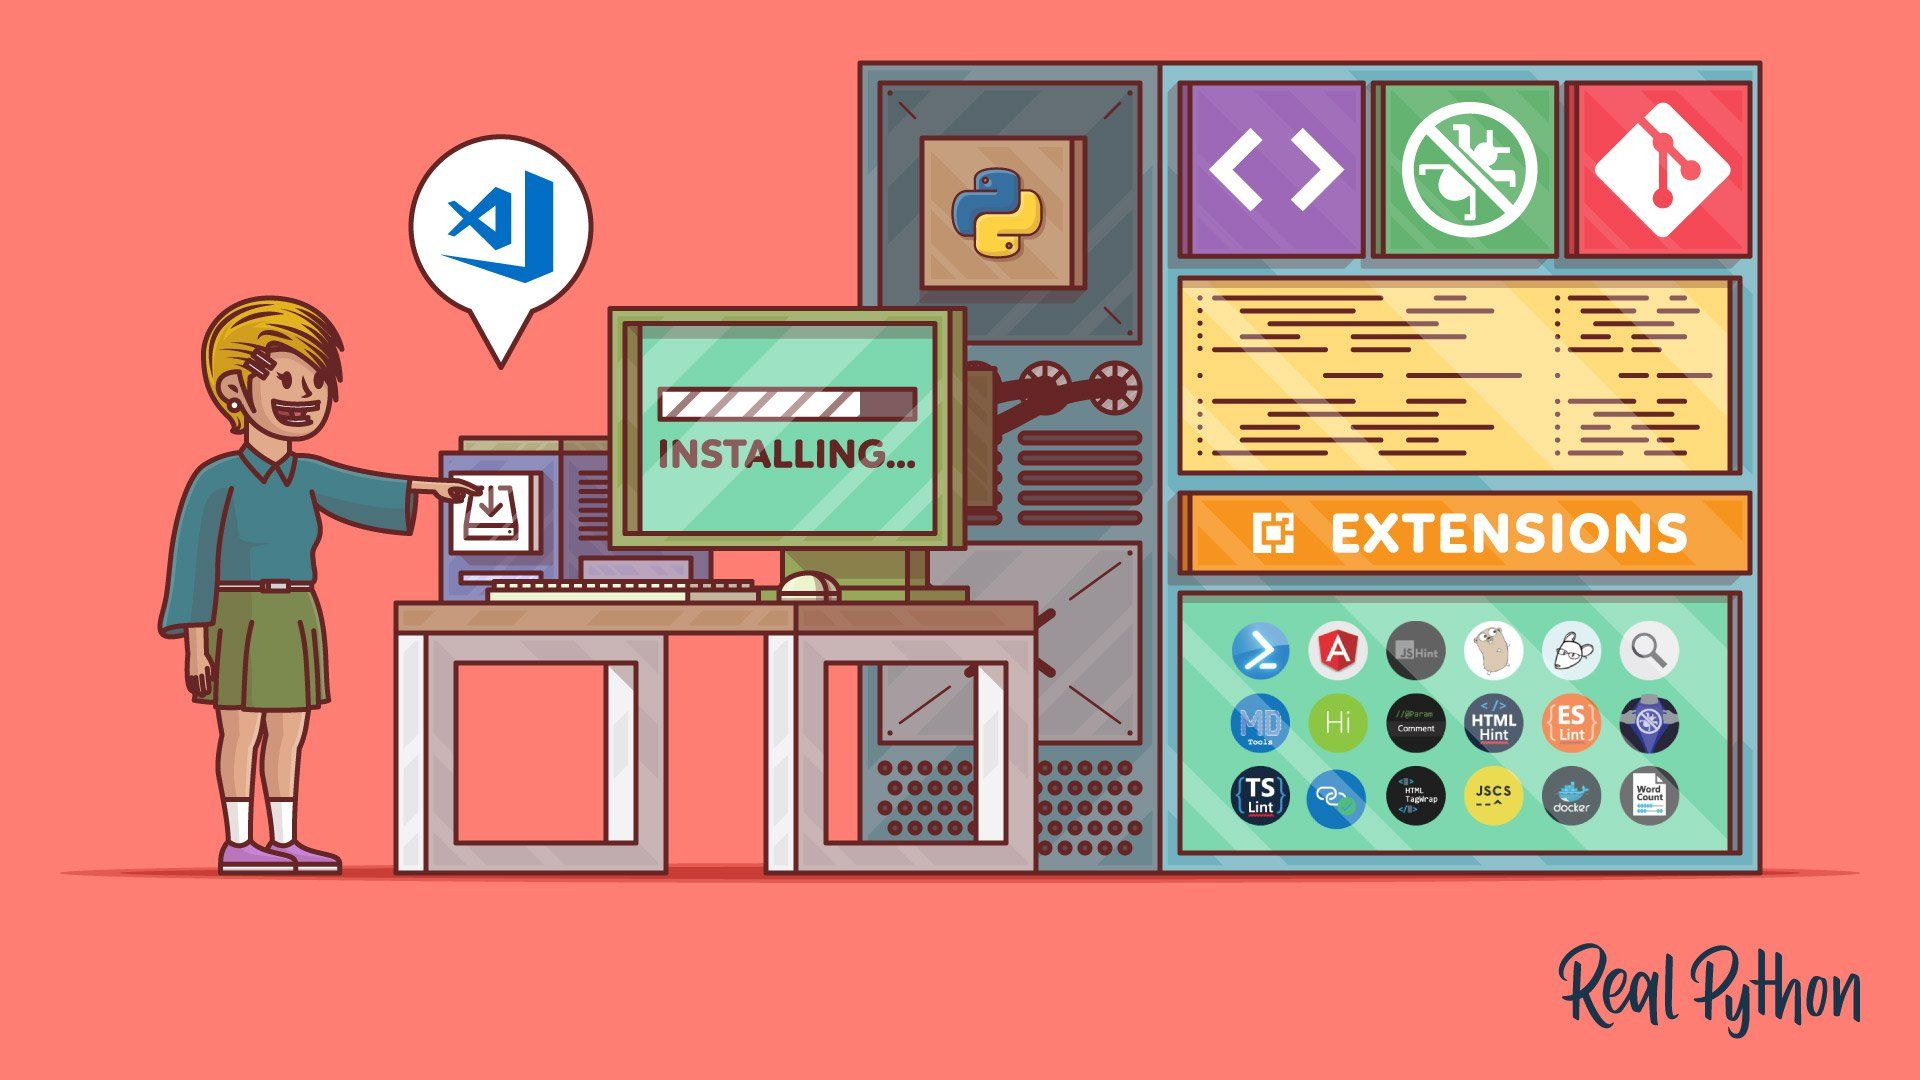 INSTALLING...
EXTENSIONS
JSHint
MD
Tools
Hi
//@Param
Comment
</>
HTML
Hint
{ES
Lint}
{TS
Lint}
HTML
TagWrap
</>
JSCS
docker
Word
Count
Real Python